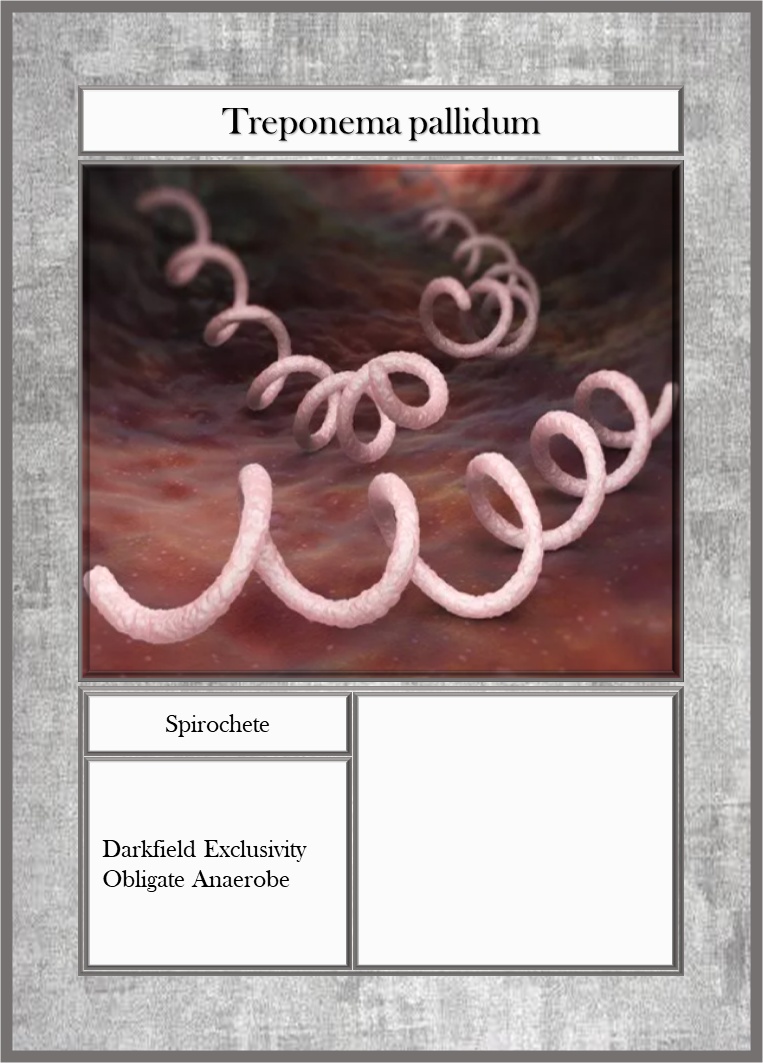 Treponema pallidum
Spirochete
Darkfield Exclusivity
Obligate Anaerobe